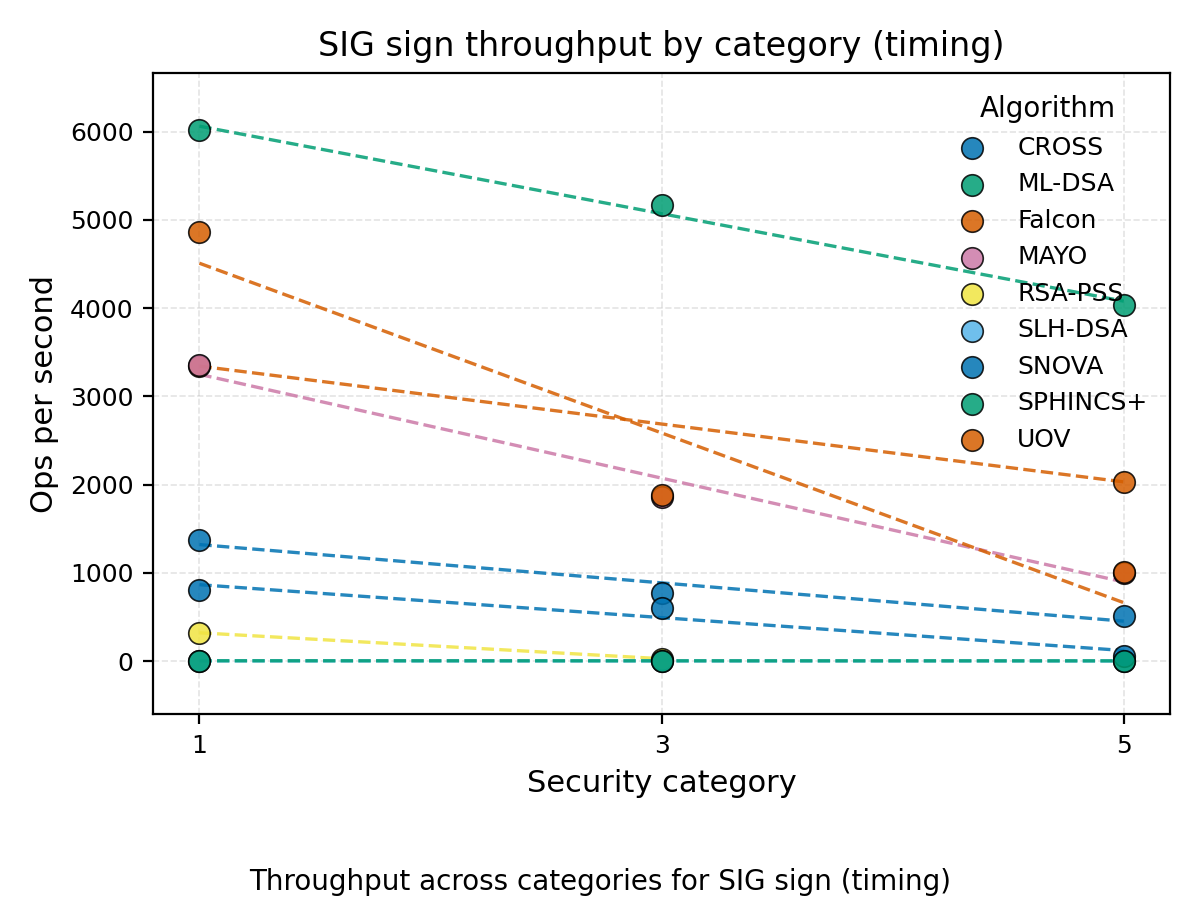 SIG sign throughput by category (timing)
Ops per second
6000
5000
4000
3000
2000
1000
0
Algorithm
CROSS
ML-DSA
Falcon
MAYO
RSA-PSS
SLH-DSA
SNOVA
SPHINCS+
UOV
1 3 5
Security category
Throughput across categories for SIG sign (timing)